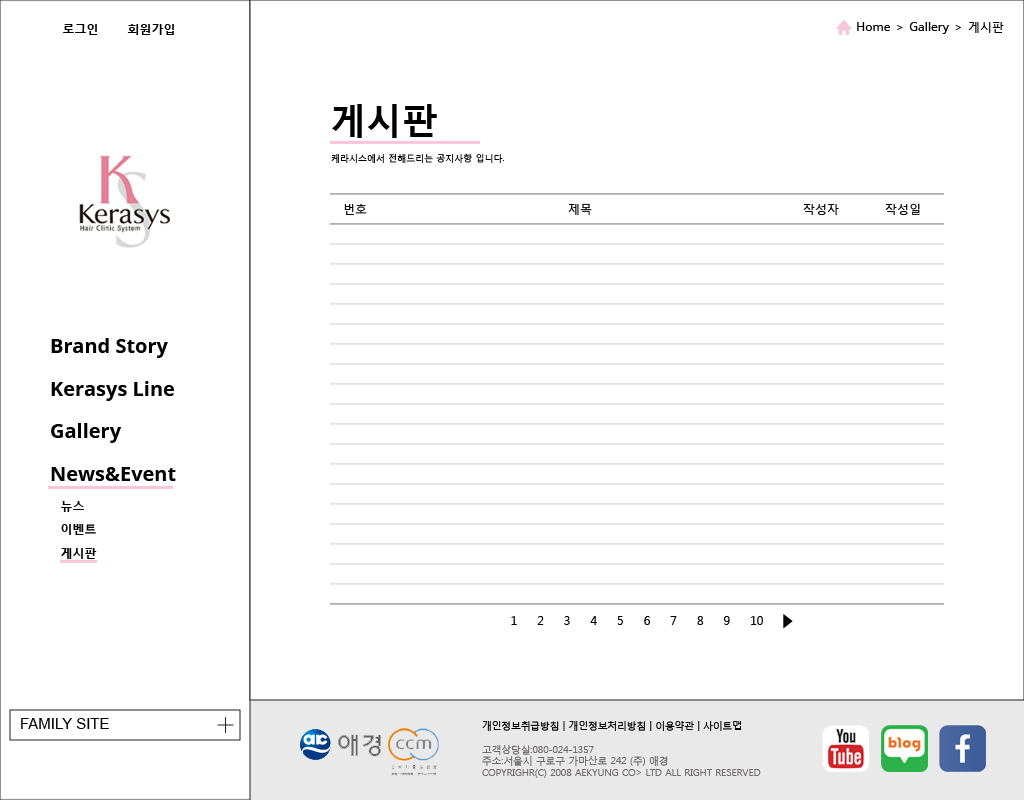 로그인 회원가입
Home > Gallery > 게시판
K
S
Kerasys
Hair Clinic System
Brand Story
Kerasys Line
Gallery
News&Event
뉴스
이벤트
게시판
FAMILY SITE
게시판
케라시스에서 전해드리는 공지사항 입니다.
번호 제목 작성자 작성일
1 2 3 4 5 6 7 8 9 10
애경
ccm
개인정보취급방침 | 개인정보처리방침 | 이용약관 | 사이트맵
고객상담실:080-024-1357
주소:서울시 구로구 가마산로 242 (주) 애경
COPYRIGHR(C) 2008 AEKYUNG CO> LTD ALL RIGHT RESERVED
You
Tube
blog
f